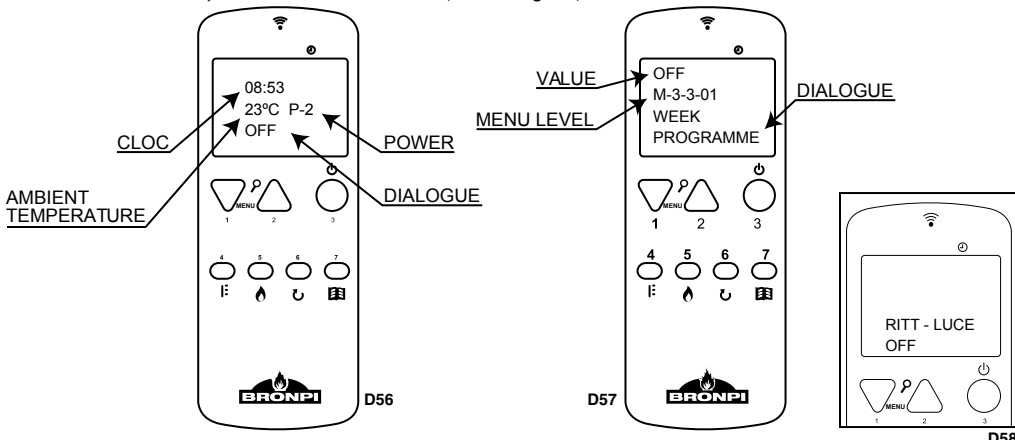 08:53
23ºC P-2
OFF
CLOC
POWER
DIALOGUE
AMBIENT
TEMPERATURE
MENU
1 2 3
4 5 6 7
BRONPI
D56
VALUE
OFF
M-3-3-01
WEEK
PROGRAMME
DIALOGUE
MENU LEVEL
MENU
1 2 3
4 5 6 7
BRONPI
D57
RITT - LUCE
OFF
MENU
1 2 3
D58